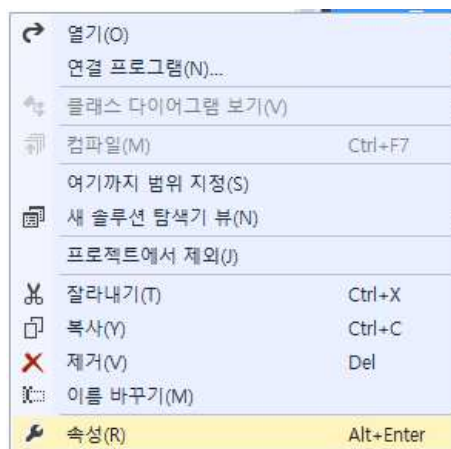 열기(O)
연결 프로그램(N)...
클래스 다이어그램 보기(V)
컴파일(M) Ctrl+F7
여기까지 범위 지정(S)
새 솔루션 탐색기 뷰(N)
프로젝트에서 제외(J)
잘라내기(T) Ctrl+X
복사(Y) Ctrl+C
제거(V) Del
이름 바꾸기(M)
속성(R) Alt+Enter